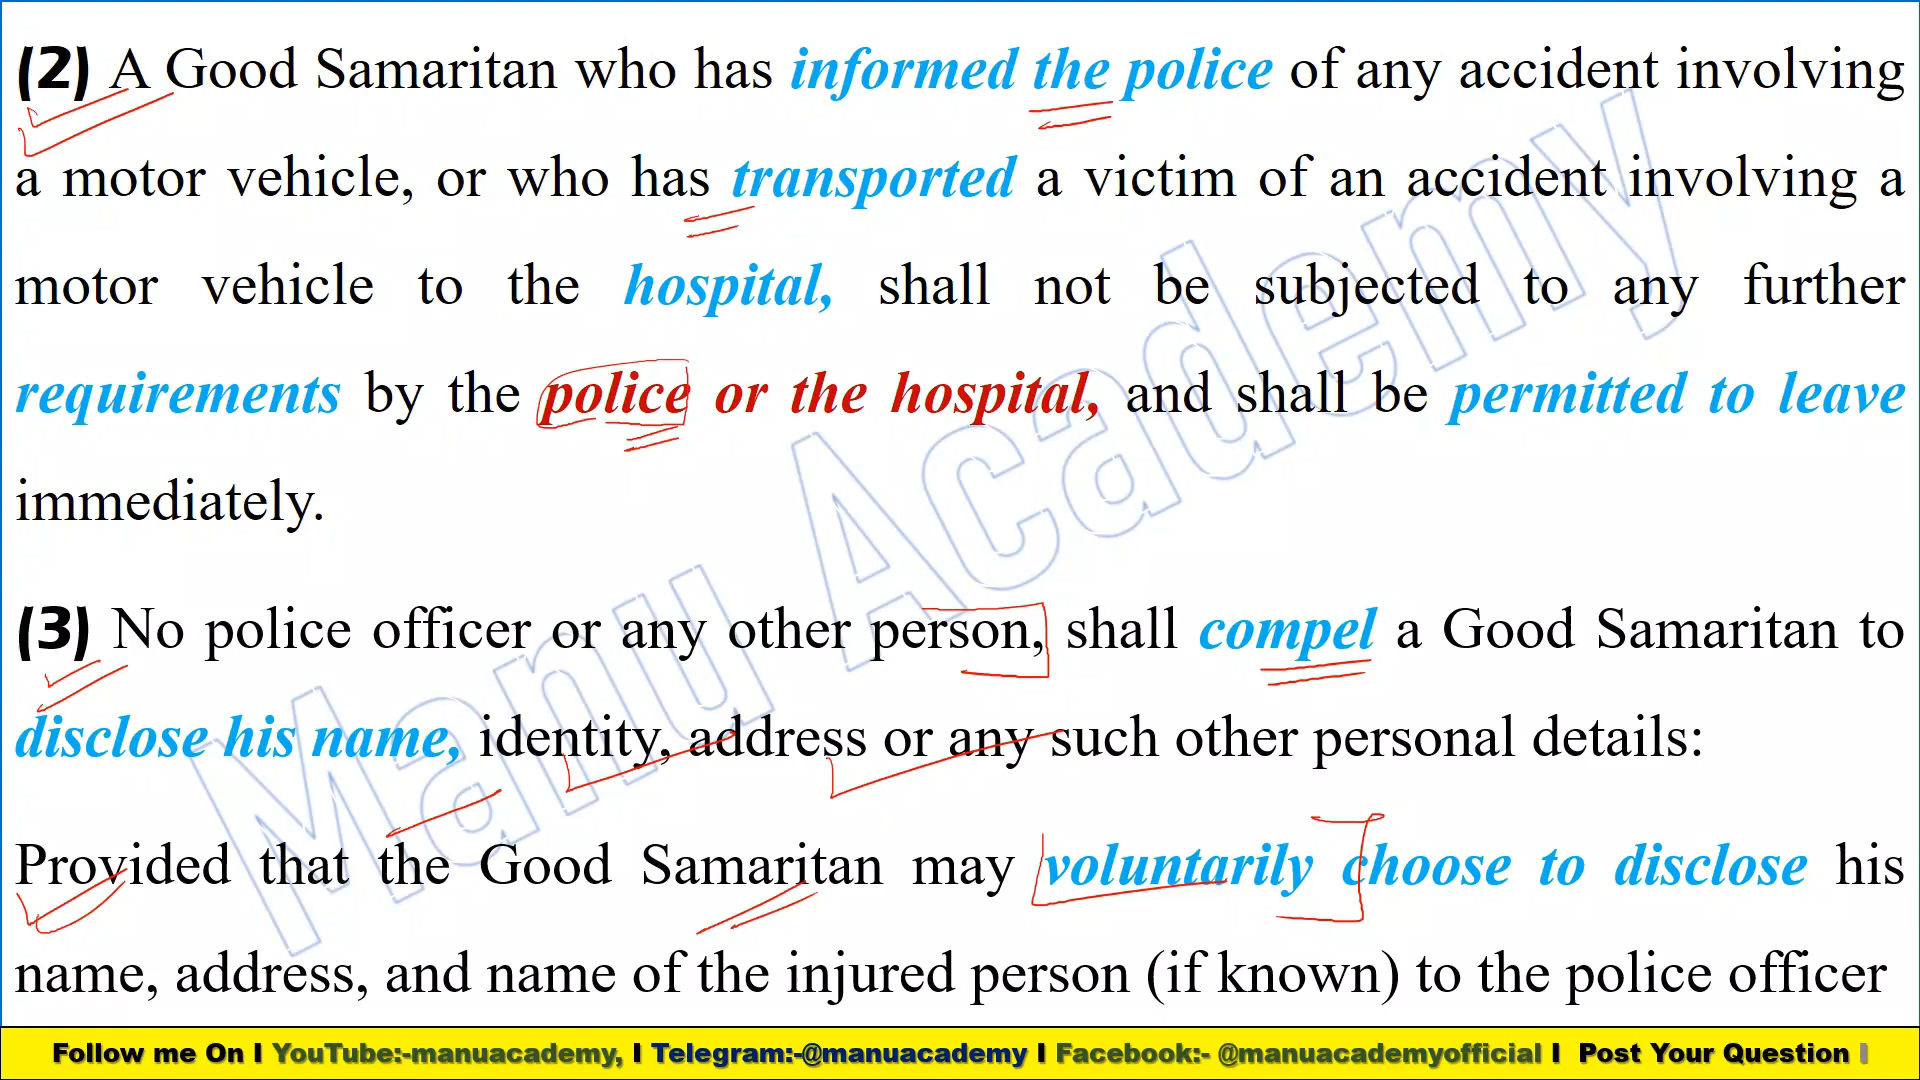 (2) A Good Samaritan who has informed the police of any accident involving
a motor vehicle, or who has transported a victim of an accident involving a
motor vehicle to the hospital, shall not be subjected to any further
requirements by the police or the hospital, and shall be permitted to leave
immediately.
(3) No police officer or any other person, shall compel a Good Samaritan to
disclose his name, identity, address or any such other personal details:
Provided that the Good Samaritan may voluntarily choose to disclose his
name, address, and name of the injured person (if known) to the police officer
Manu Academy
Follow me On I YouTube:-manuacademy, I Telegram:-@manuacademy I Facebook:- @manuacademyofficial I Post Your Question I